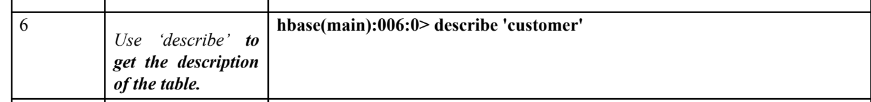 6
Use ‘describe’ to
get the description
of the table.
hbase(main):006:0> describe 'customer'